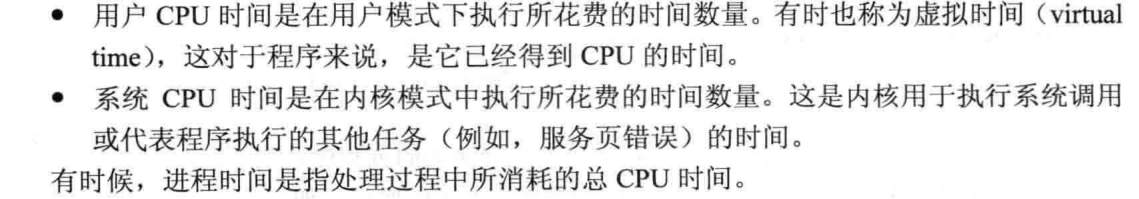 ● 用户 CPU 时间是在用户模式下执行所花费的时间数量。有时也称为虚拟时间（virtual
time），这对于程序来说，是它已经得到 CPU 的时间。
● 系统 CPU 时间是在内核模式中执行所花费的时间数量。这是内核用于执行系统调用
或代表程序执行的其他任务（例如，服务页错误）的时间。
有时候，进程时间是指处理过程中所消耗的总 CPU 时间。